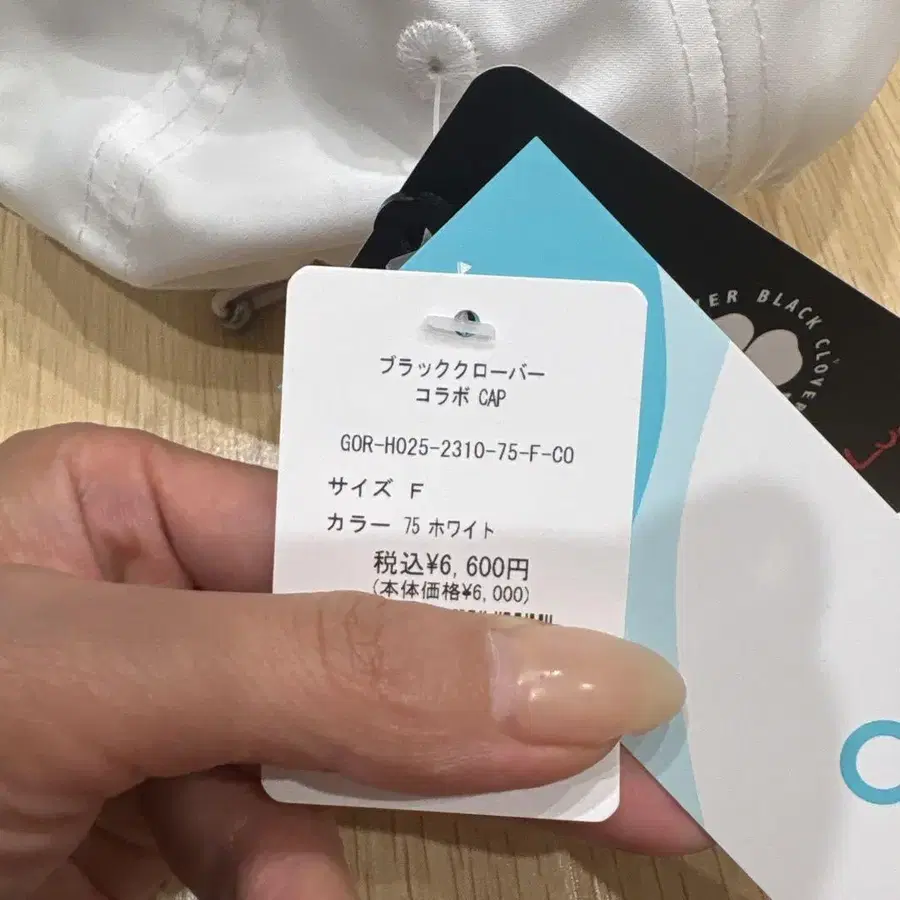 ブラッククローバー
コラボ CAP
GOR-H025-2310-75-F-CO
サイズ F
カラー 75 ホワイト
税込¥6,600円
(本体価格¥6,000)
BLACK CLOVER